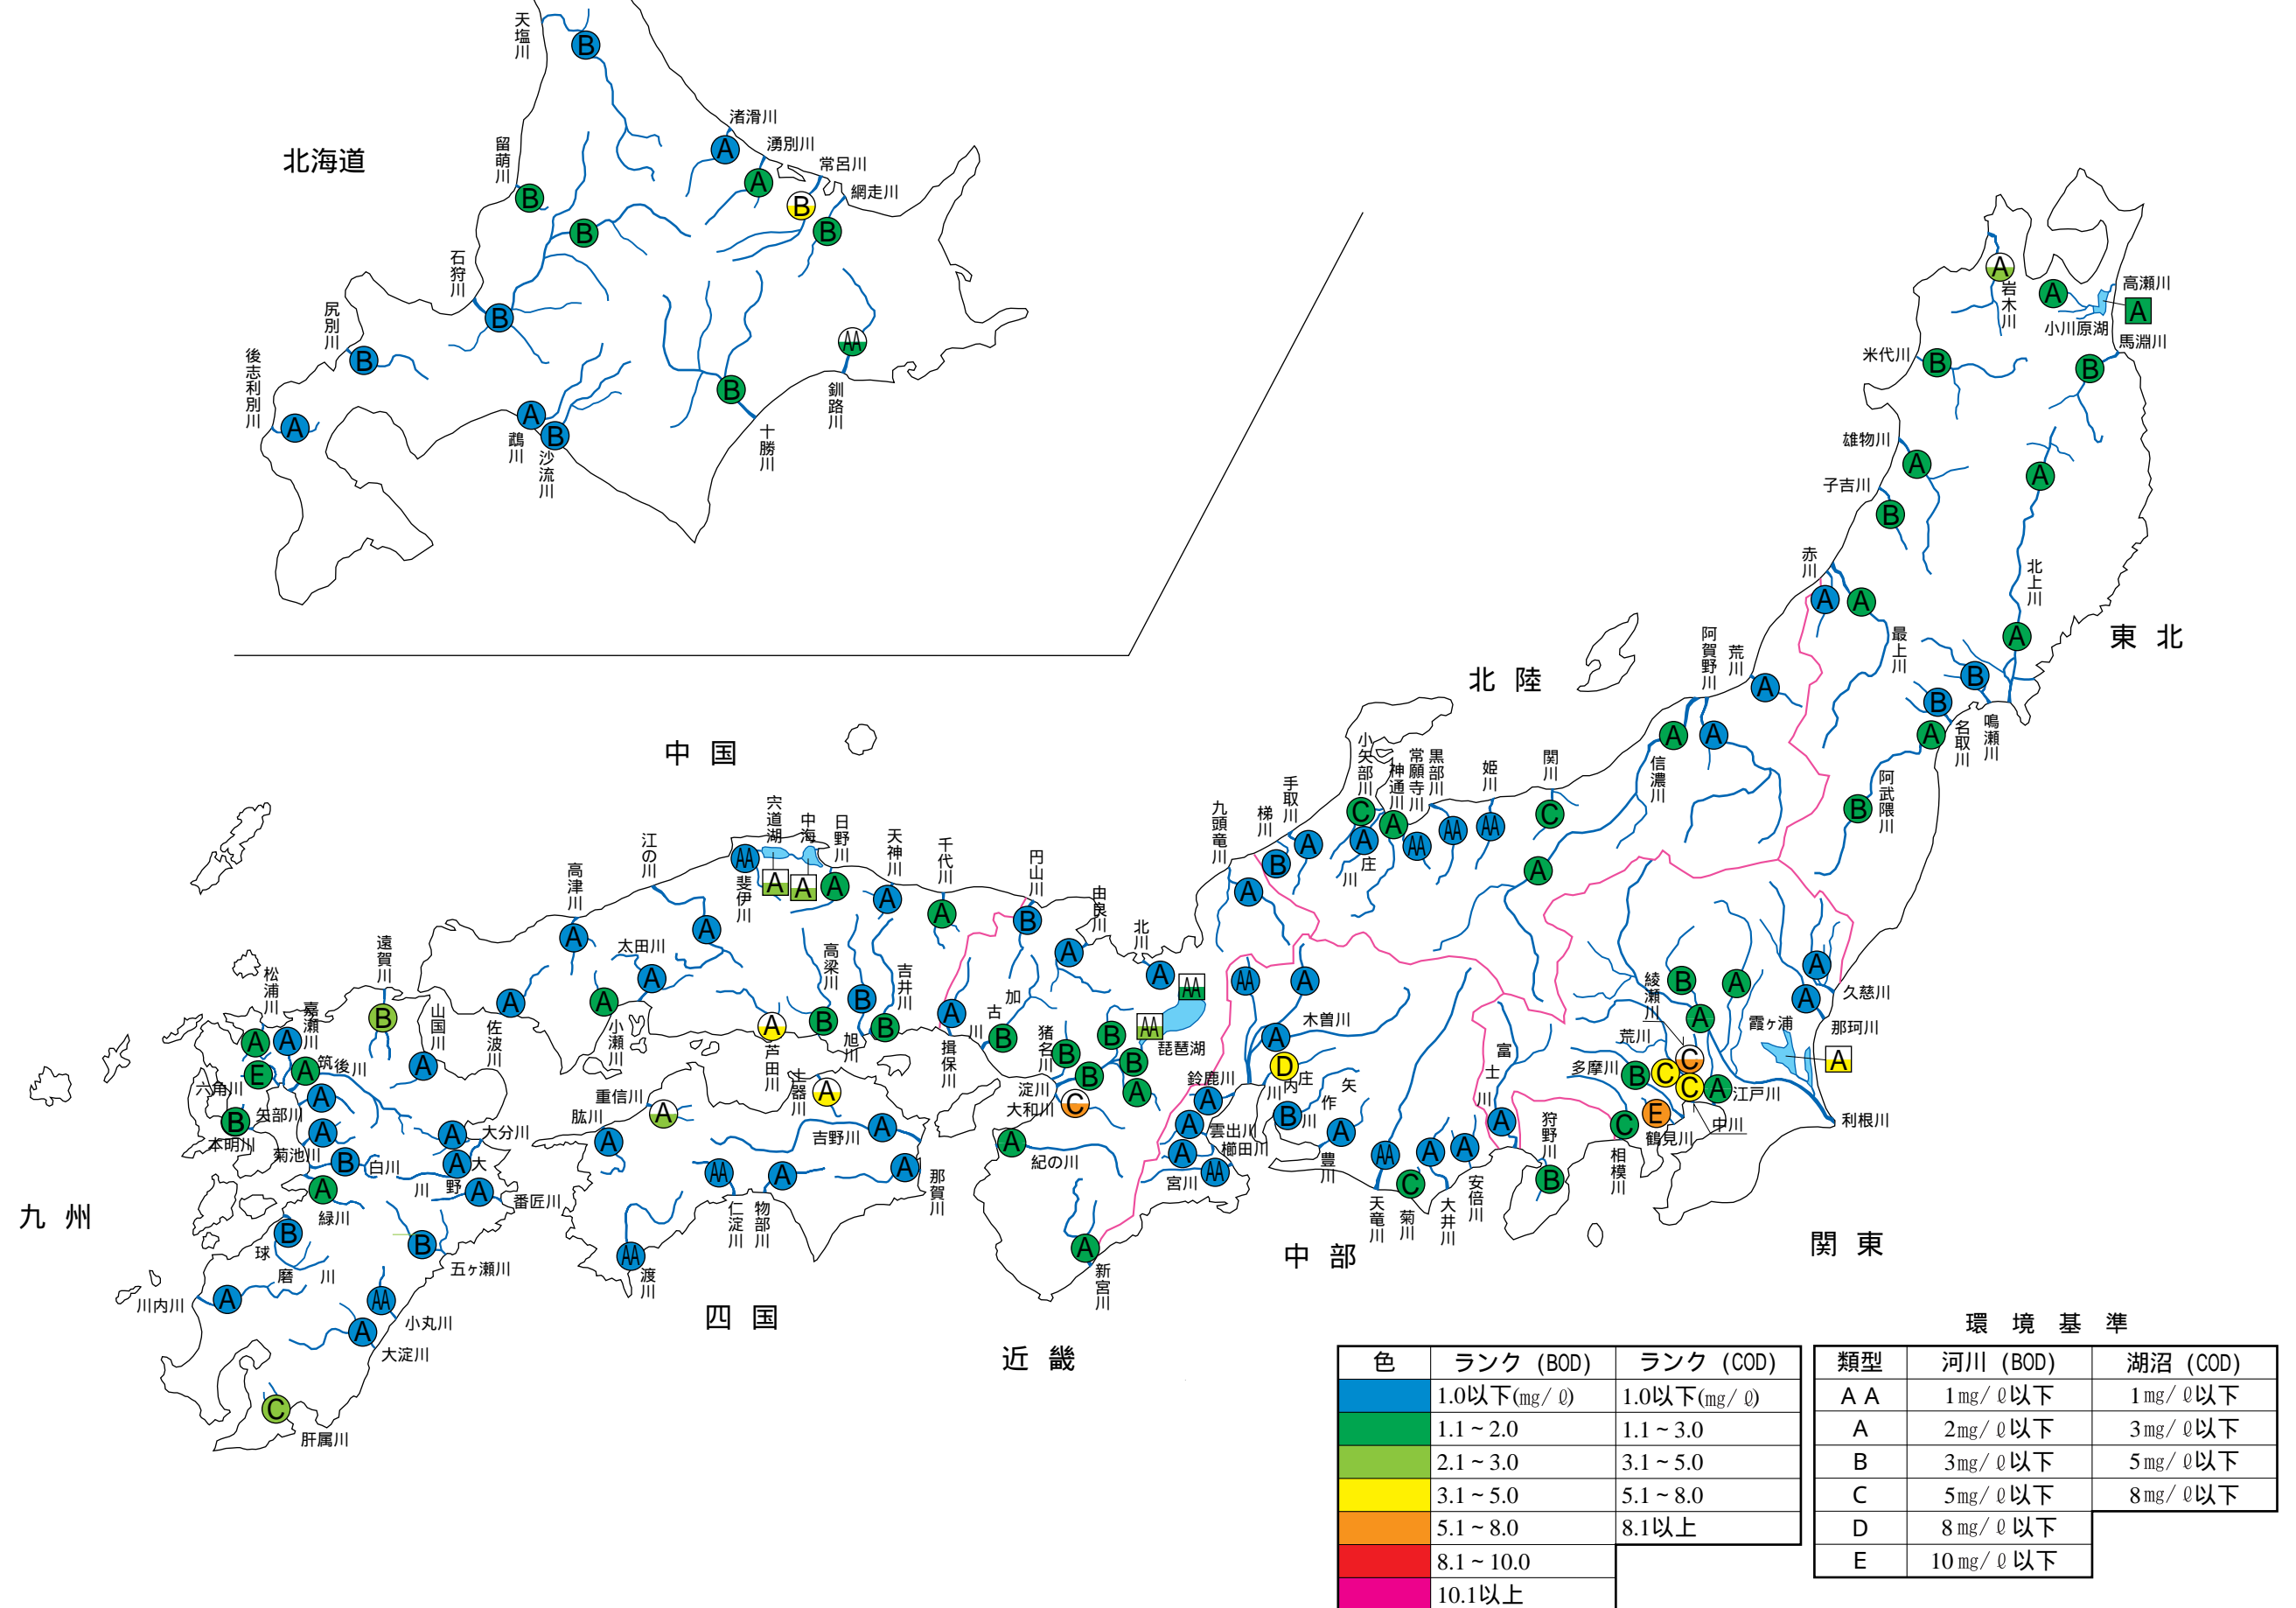 北海道
天塩川
B
渚滑川
A
湧別川
A
常呂川
B
網走川
B
留萌川
B
B
石狩川
B
尻別川
B
後志利別川
A
鵡川
A
沙流川
B
十勝川
B
釧路川
AA
東北
岩木川
A
高瀬川
A
小川原湖
A
馬淵川
B
米代川
B
雄物川
A
子吉川
B
北上川
A
A
赤川
A
最上川
A
鳴瀬川
B
名取川
B
阿武隈川
A
B
北陸
荒川
A
阿賀野川
A
信濃川
A
A
関川
C
姫川
AA
黒部川
AA
常願寺川
AA
神通川
A
庄川
A
小矢部川
C
手取川
A
梯川
B
九頭竜川
A
北川
A
関東
久慈川
A
那珂川
A
霞ヶ浦
A
利根川
A
B
A
江戸川
A
綾瀬川
C
中川
C
荒川
C
多摩川
B
鶴見川
E
相模川
C
中部
狩野川
B
富士川
A
安倍川
A
大井川
A
菊川
C
天竜川
AA
豊川
A
矢作川
B
庄内川
D
木曽川
A
A
AA
鈴鹿川
A
雲出川
A
櫛田川
A
宮川
AA
近畿
由良川
A
円山川
B
琵琶湖
AA
AA
淀川
B
B
B
A
猪名川
B
大和川
C
加古川
B
揖保川
A
紀の川
A
新宮川
A
中国
千代川
A
天神川
A
日野川
A
中海
A
宍道湖
A
斐伊川
AA
江の川
A
高津川
A
吉井川
B
旭川
B
高梁川
B
芦田川
A
太田川
A
小瀬川
A
佐波川
A
四国
土器川
A
重信川
A
肱川
A
吉野川
A
那賀川
A
物部川
A
仁淀川
AA
渡川
AA
九州
遠賀川
B
山国川
A
松浦川
A
嘉瀬川
A
六角川
E
筑後川
A
矢部川
A
本明川
B
菊池川
A
白川
B
緑川
A
大分川
A
大野川
A
番匠川
A
五ヶ瀬川
B
球磨川
B
川内川
A
小丸川
AA
大淀川
A
肝属川
C
色 ランク (BOD) ランク (COD)
1.0以下(㎎/ℓ) 1.0以下(㎎/ℓ)
1.1~2.0 1.1~3.0
2.1~3.0 3.1~5.0
3.1~5.0 5.1~8.0
5.1~8.0 8.1以上
8.1~10.0
10.1以上
環境基準
類型 河川 (BOD) 湖沼 (COD)
AA 1㎎/ℓ以下 1㎎/ℓ以下
A 2㎎/ℓ以下 3㎎/ℓ以下
B 3㎎/ℓ以下 5㎎/ℓ以下
C 5㎎/ℓ以下 8㎎/ℓ以下
D 8㎎/ℓ以下
E 10㎎/ℓ以下